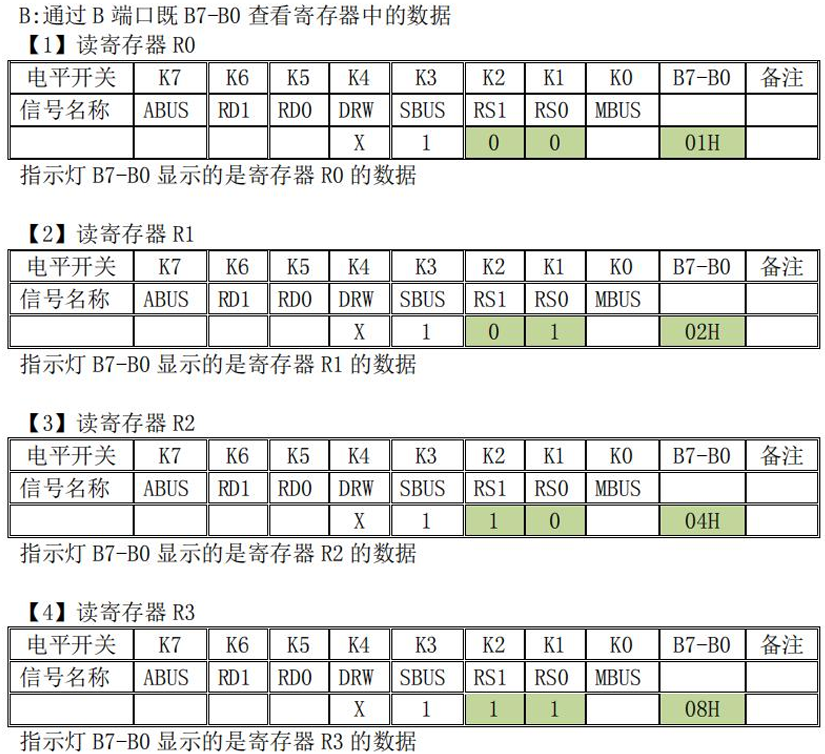 B:通过 B 端口既 B7-B0 查看寄存器中的数据
【1】读寄存器 R0
电平开关 K7 K6 K5 K4 K3 K2 K1 K0 B7-B0 备注
信号名称 ABUS RD1 RD0 DRW SBUS RS1 RS0 MBUS
X 1 0 0 01H
指示灯 B7-B0 显示的是寄存器 R0 的数据
【2】读寄存器 R1
电平开关 K7 K6 K5 K4 K3 K2 K1 K0 B7-B0 备注
信号名称 ABUS RD1 RD0 DRW SBUS RS1 RS0 MBUS
X 1 0 1 02H
指示灯 B7-B0 显示的是寄存器 R1 的数据
【3】读寄存器 R2
电平开关 K7 K6 K5 K4 K3 K2 K1 K0 B7-B0 备注
信号名称 ABUS RD1 RD0 DRW SBUS RS1 RS0 MBUS
X 1 1 0 04H
指示灯 B7-B0 显示的是寄存器 R2 的数据
【4】读寄存器 R3
电平开关 K7 K6 K5 K4 K3 K2 K1 K0 B7-B0 备注
信号名称 ABUS RD1 RD0 DRW SBUS RS1 RS0 MBUS
X 1 1 1 08H
指示灯 B7-B0 显示的是寄存器 R3 的数据